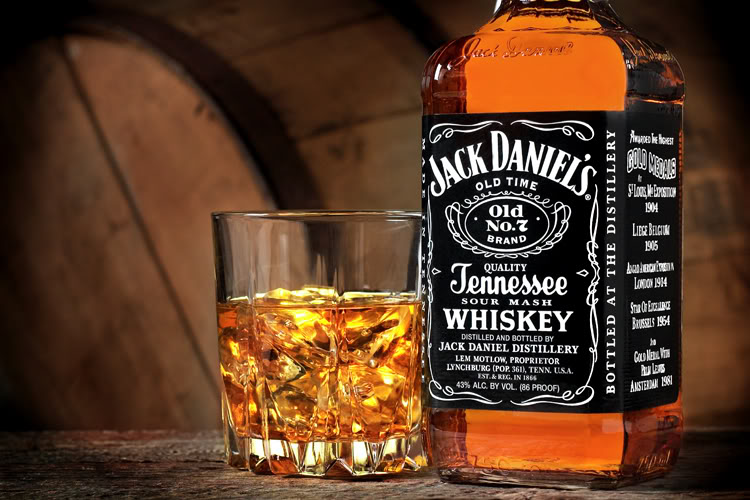 Jack Daniel's
JACK DANIEL'S
OLD TIME
Old
No.7
BRAND
QUALITY
Tennessee
SOUR MASH
WHISKEY
DISTILLED AND BOTTLED BY
JACK DANIEL DISTILLERY
LEM MOTLOW, PROPRIETOR
LYNCHBURG (POP. 361), TENN. U.S.A.
EST. & REG. IN 1866
43% ALC. BY VOL. (86 PROOF)
BOTTLED AT THE DISTILLERY
AWARDED THE HIGHEST
GOLD MEDALS
AT
ST LOUIS, MO EXPOSITION
1904
LIEGE BELGIUM
1905
ANGLO AMERICAN EXPOSITION
LONDON 1914
STAR OF EXCELLENCE
BRUSSELS 1954
AND
GOLD MEDAL WITH
PALM LEAVES
AMSTERDAM 1981